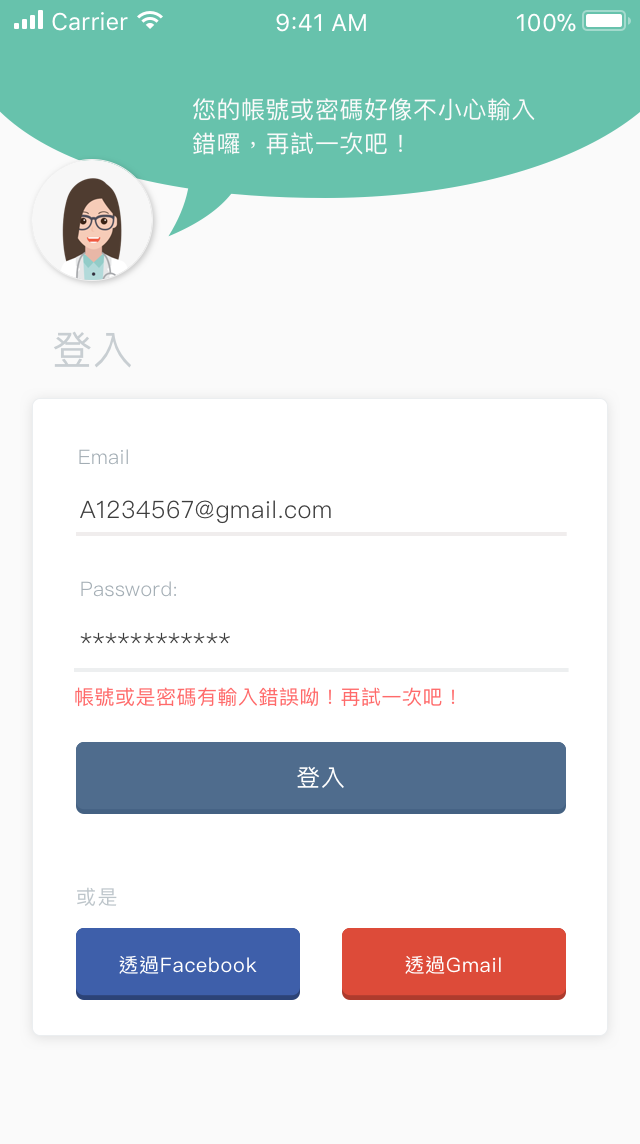 Carrier 9:41 AM 100%
您的帳號或密碼好像不小心輸入
錯囉，再試一次吧！
登入
Email
A1234567@gmail.com
Password:
************
帳號或是密碼有輸入錯誤呦！再試一次吧！
登入
或是
透過Facebook 透過Gmail